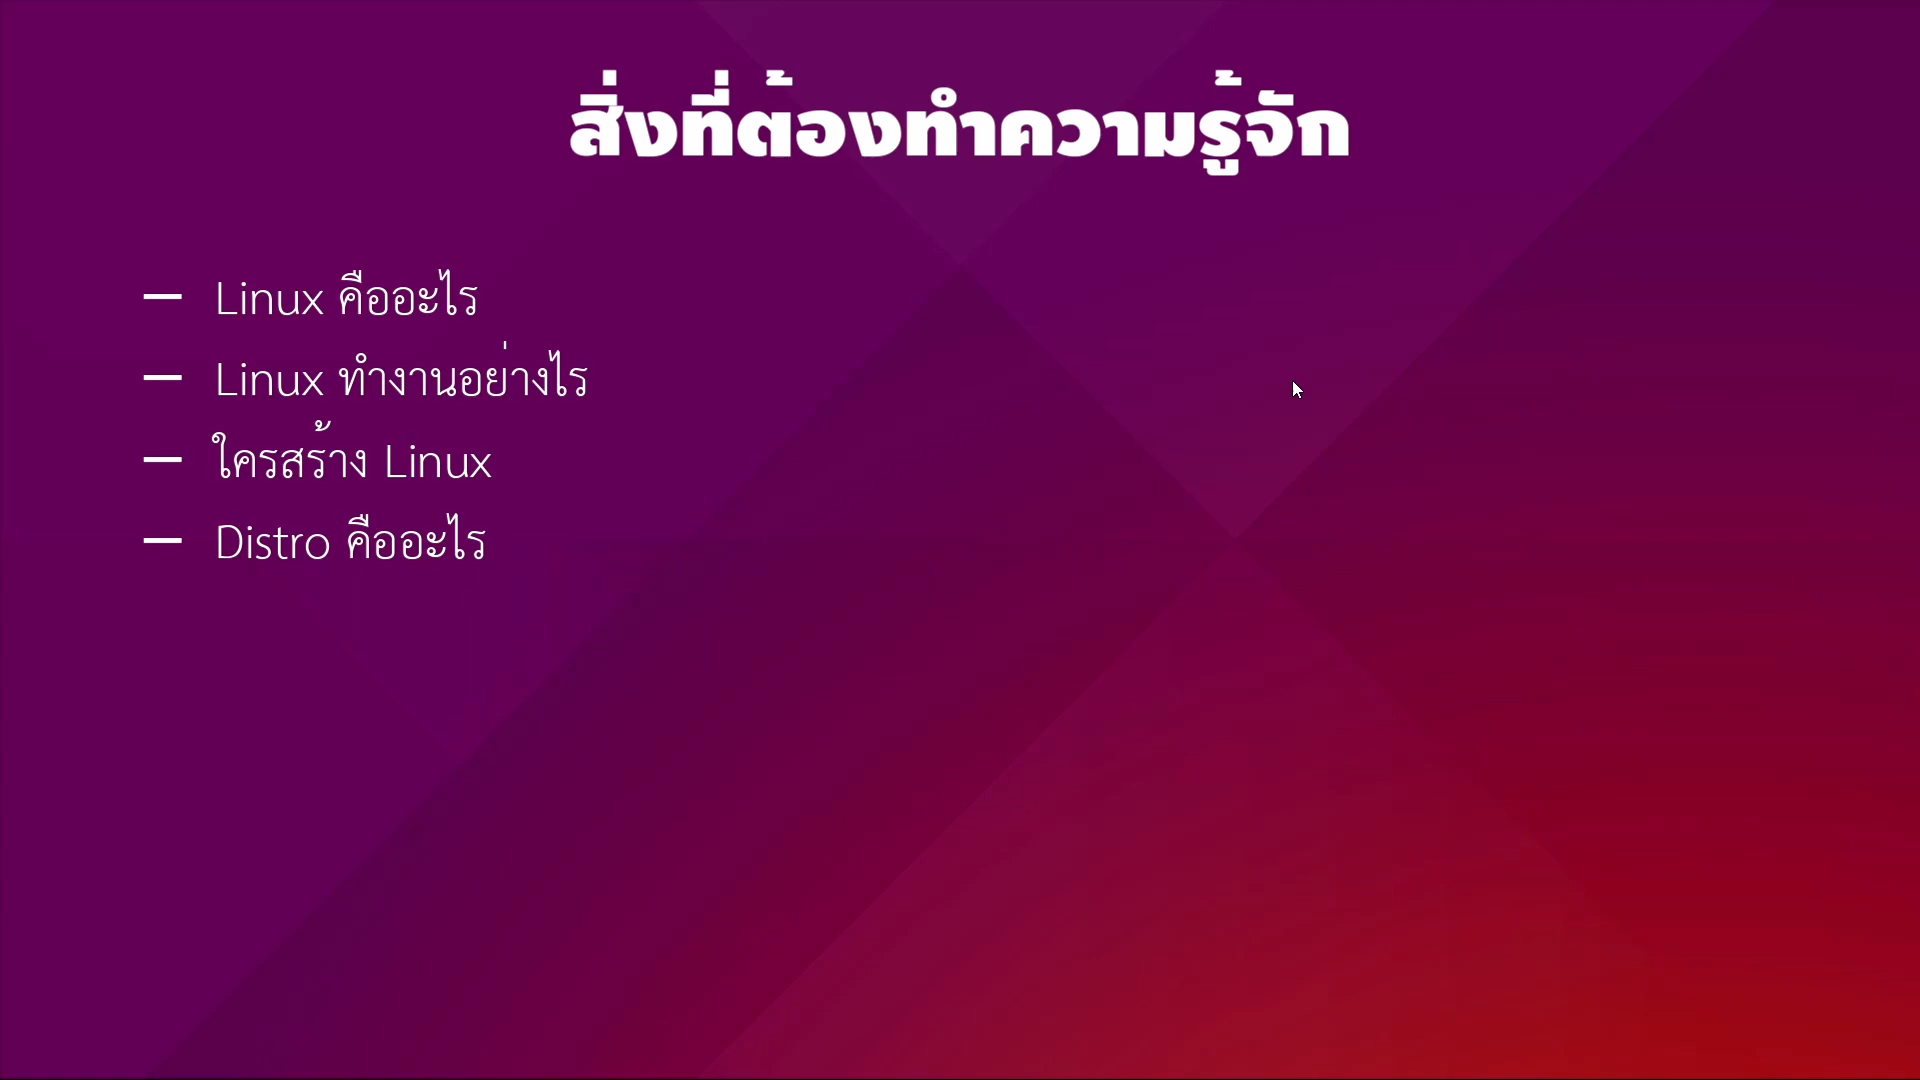 สิ่งที่ต้องทำความรู้จัก
— Linux คืออะไร
— Linux ทำงานอย่างไร
— ใครสร้าง Linux
— Distro คืออะไร